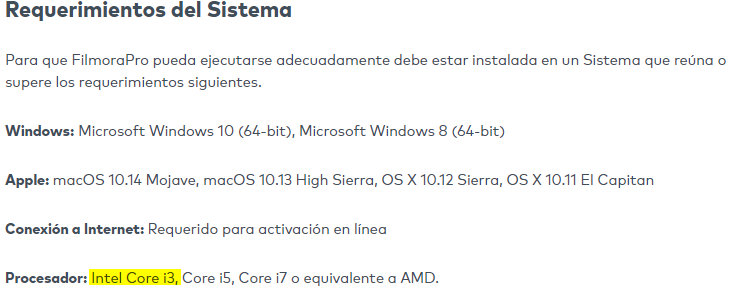 Requerimientos del Sistema
Para que FilmoraPro pueda ejecutarse adecuadamente debe estar instalada en un Sistema que reúna o
supere los requerimientos siguientes.
Windows: Microsoft Windows 10 (64-bit), Microsoft Windows 8 (64-bit)
Apple: macOS 10.14 Mojave, macOS 10.13 High Sierra, OS X 10.12 Sierra, OS X 10.11 El Capitan
Conexión a Internet: Requerido para activación en línea
Procesador: Intel Core i3, Core i5, Core i7 o equivalente a AMD.